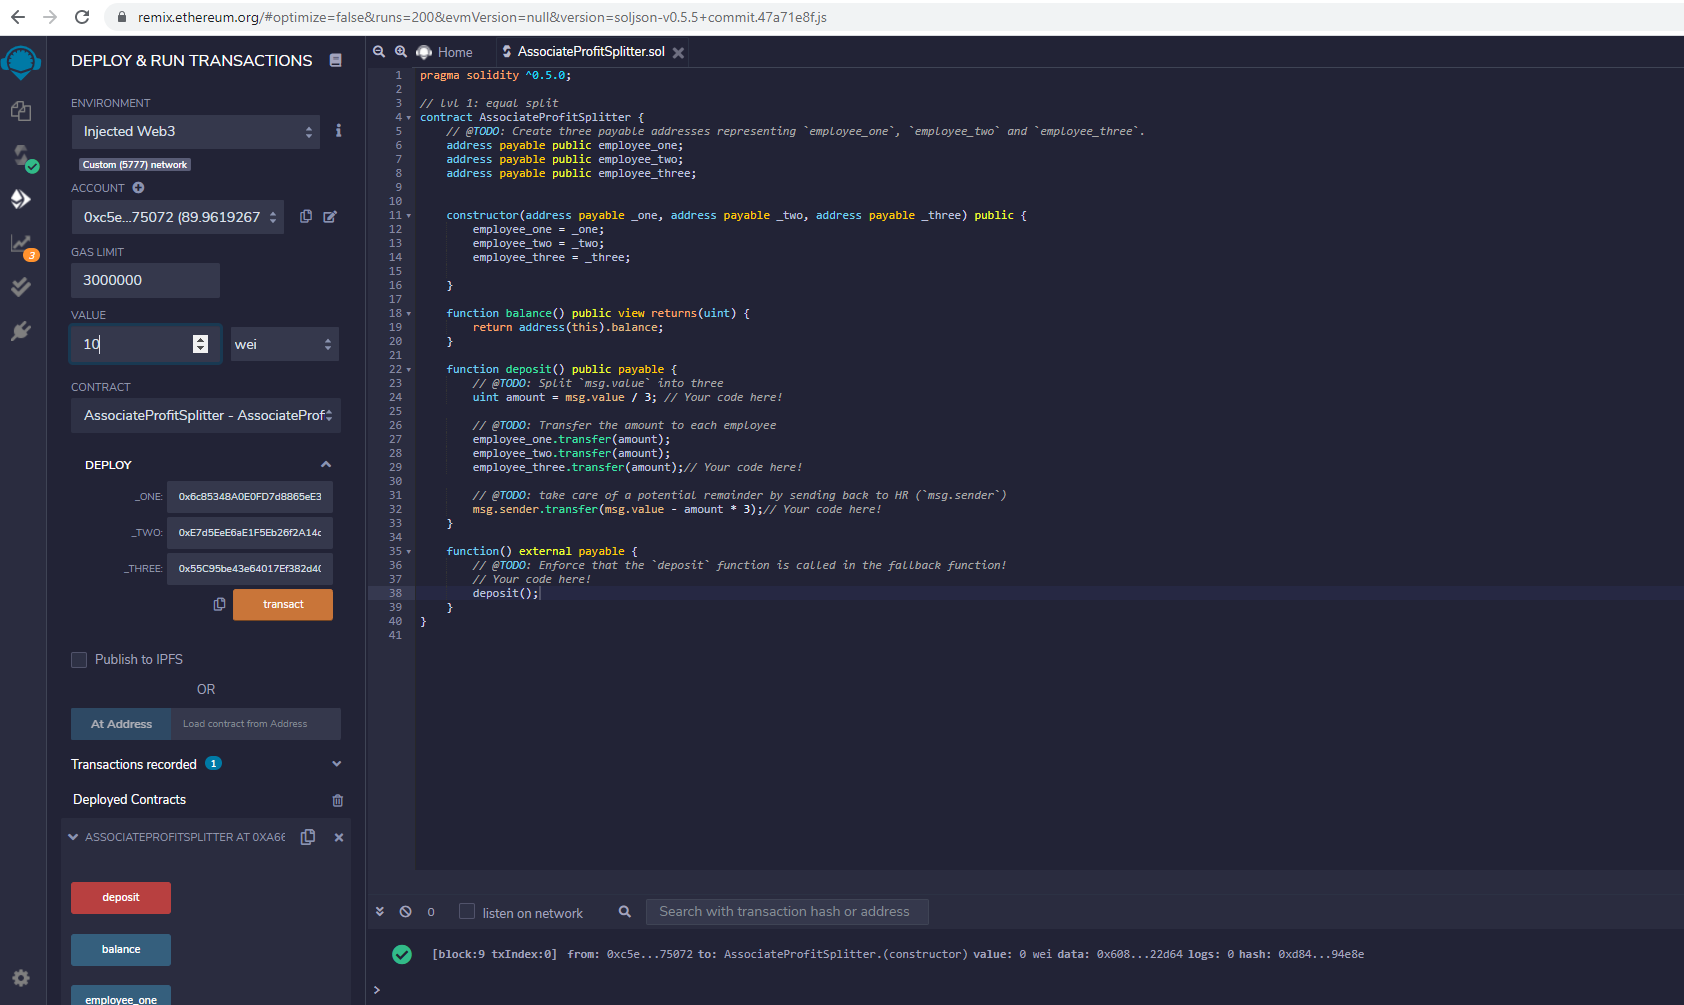 remix.ethereum.org/#optimize=false&runs=200&evmVersion=null&version=soljson-v0.5.5+commit.47a71e8f.js
DEPLOY & RUN TRANSACTIONS
ENVIRONMENT
Injected Web3
Custom (5777) network
ACCOUNT
0xc5e...75072 (89.9619267
GAS LIMIT
3000000
VALUE
10
wei
CONTRACT
AssociateProfitSplitter - AssociateProf
DEPLOY
_ONE: 0x6c85348A0E0FD7d8865eE3
_TWO: 0xE7d5EeE6aE1F5Eb26f2A14c
_THREE: 0x55C95be43e64017Ef382d4(
transact
Publish to IPFS
OR
At Address
Load contract from Address
Transactions recorded 1
Deployed Contracts
ASSOCIATEPROFITSPLITTER AT 0XA66
deposit
balance
employee_one
3
Home
AssociateProfitSplitter.sol
1 pragma solidity ^0.5.0;
2
3 // lvl 1: equal split
4 contract AssociateProfitSplitter {
5 // @TODO: Create three payable addresses representing `employee_one`, `employee_two` and `employee_three`.
6 address payable public employee_one;
7 address payable public employee_two;
8 address payable public employee_three;
9
10
11 constructor(address payable _one, address payable _two, address payable _three) public {
12 employee_one = _one;
13 employee_two = _two;
14 employee_three = _three;
15
16 }
17
18 function balance() public view returns(uint) {
19 return address(this).balance;
20 }
21
22 function deposit() public payable {
23 // @TODO: Split `msg.value` into three
24 uint amount = msg.value / 3; // Your code here!
25
26 // @TODO: Transfer the amount to each employee
27 employee_one.transfer(amount);
28 employee_two.transfer(amount);
29 employee_three.transfer(amount);// Your code here!
30
31 // @TODO: take care of a potential remainder by sending back to HR (`msg.sender`)
32 msg.sender.transfer(msg.value - amount * 3);// Your code here!
33 }
34
35 function() external payable {
36 // @TODO: Enforce that the `deposit` function is called in the fallback function!
37 // Your code here!
38 deposit();
39 }
40 }
41
0
listen on network
Search with transaction hash or address
[block:9 txIndex:0] from: 0xc5e...75072 to: AssociateProfitSplitter.(constructor) value: 0 wei data: 0x608...22d64 logs: 0 hash: 0xd84...94e8e
>